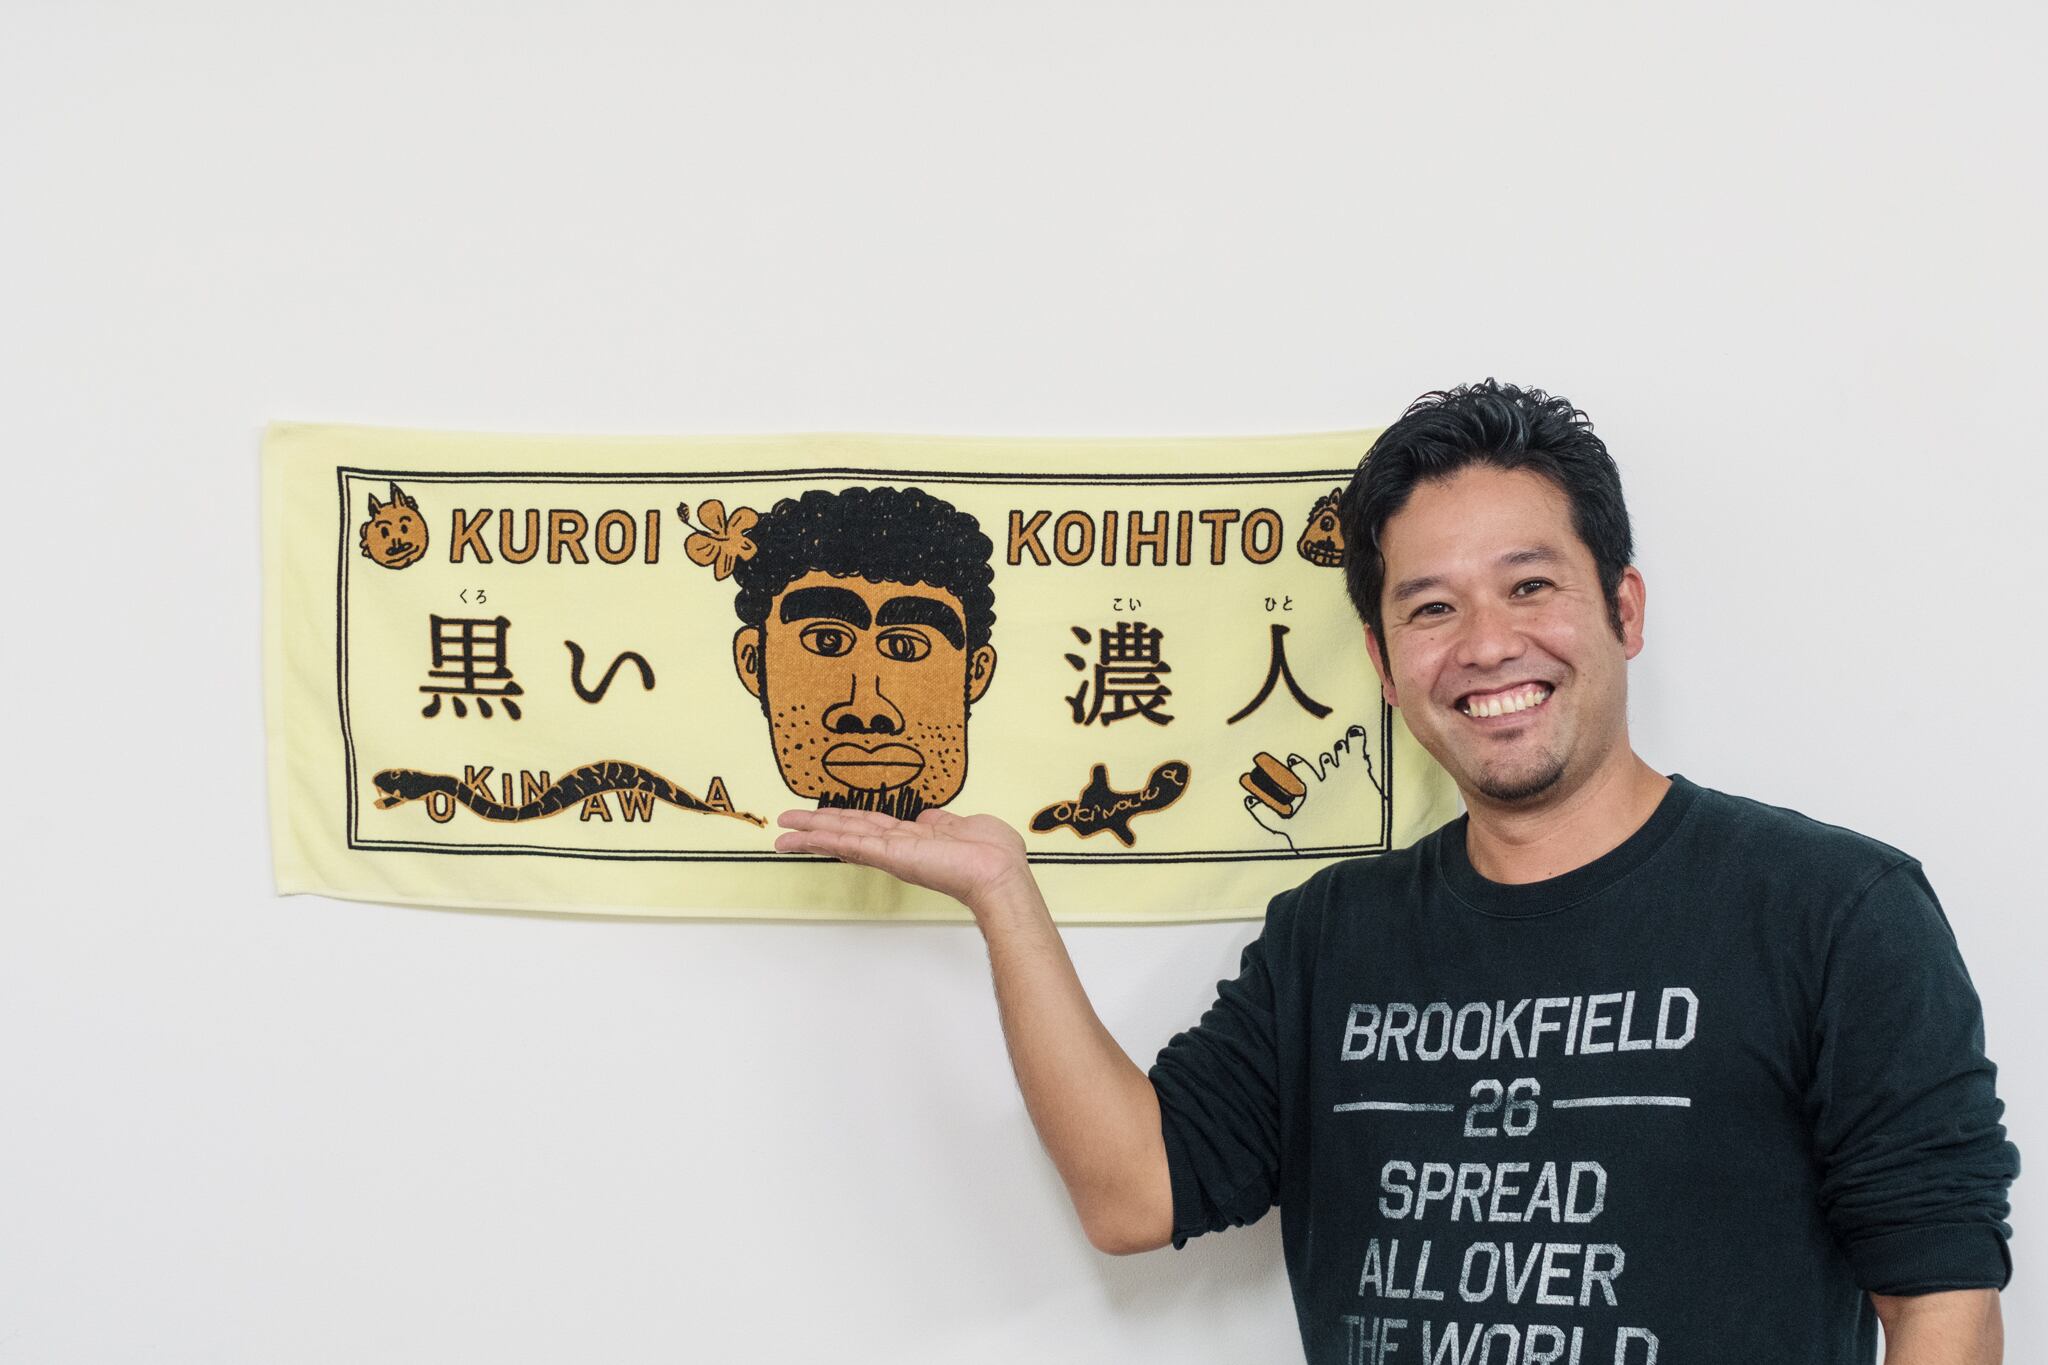 KUROI KOIHITO
くろ こい ひと
黒い 濃人
OKINAWA OKiNaWa
BROOKFIELD
26
SPREAD
ALL OVER
THE WORLD